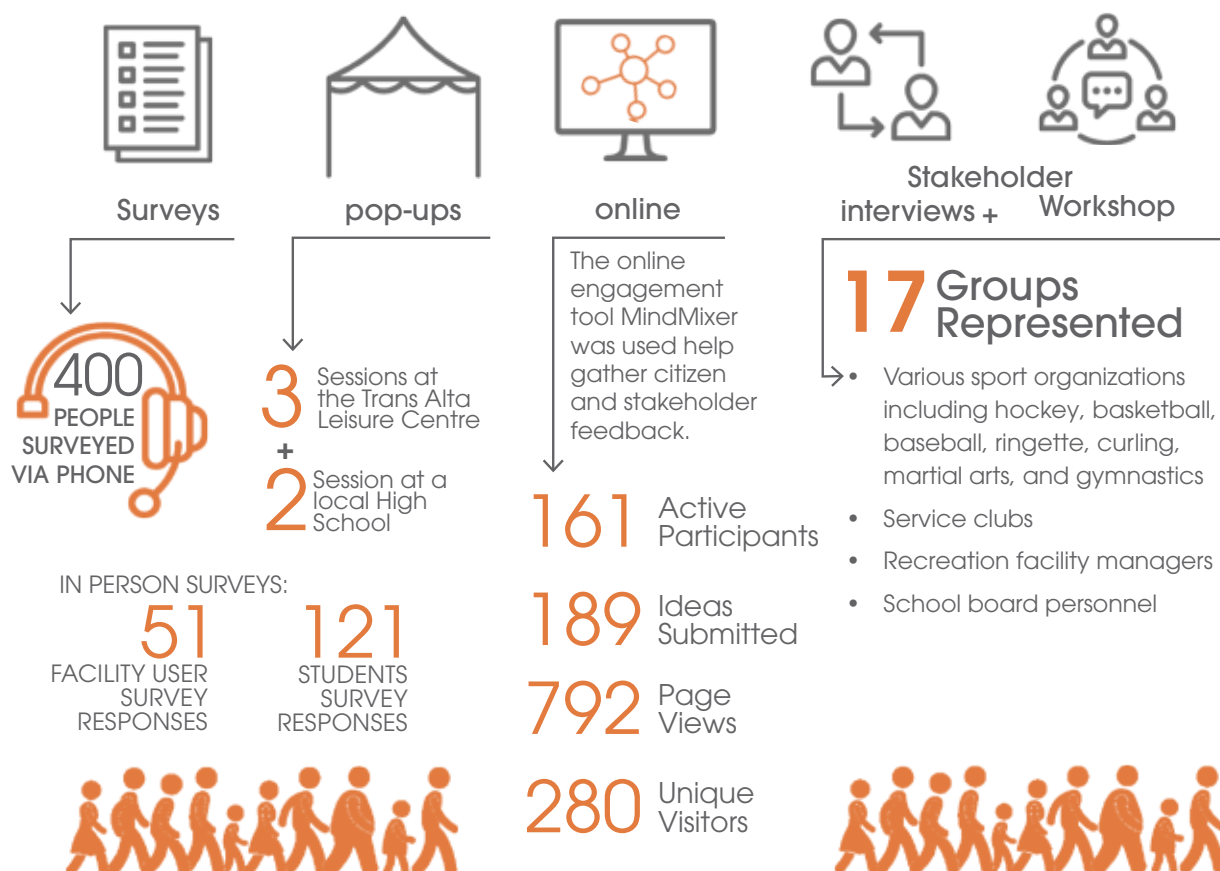 Surveys
400
PEOPLE
SURVEYED
VIA PHONE
IN PERSON SURVEYS:
51
FACILITY USER
SURVEY
RESPONSES
121
STUDENTS
SURVEY
RESPONSES
pop-ups
3
Sessions at
the Trans Alta
Leisure Centre
+
2
Session at a
local High
School
online
The online
engagement
tool MindMixer
was used help
gather citizen
and stakeholder
feedback.
161
Active
Participants
189
Ideas
Submitted
792
Page
Views
280
Unique
Visitors
Stakeholder
interviews + Workshop
17
Groups
Represented
• Various sport organizations
including hockey, basketball,
baseball, ringette, curling,
martial arts, and gymnastics
• Service clubs
• Recreation facility managers
• School board personnel